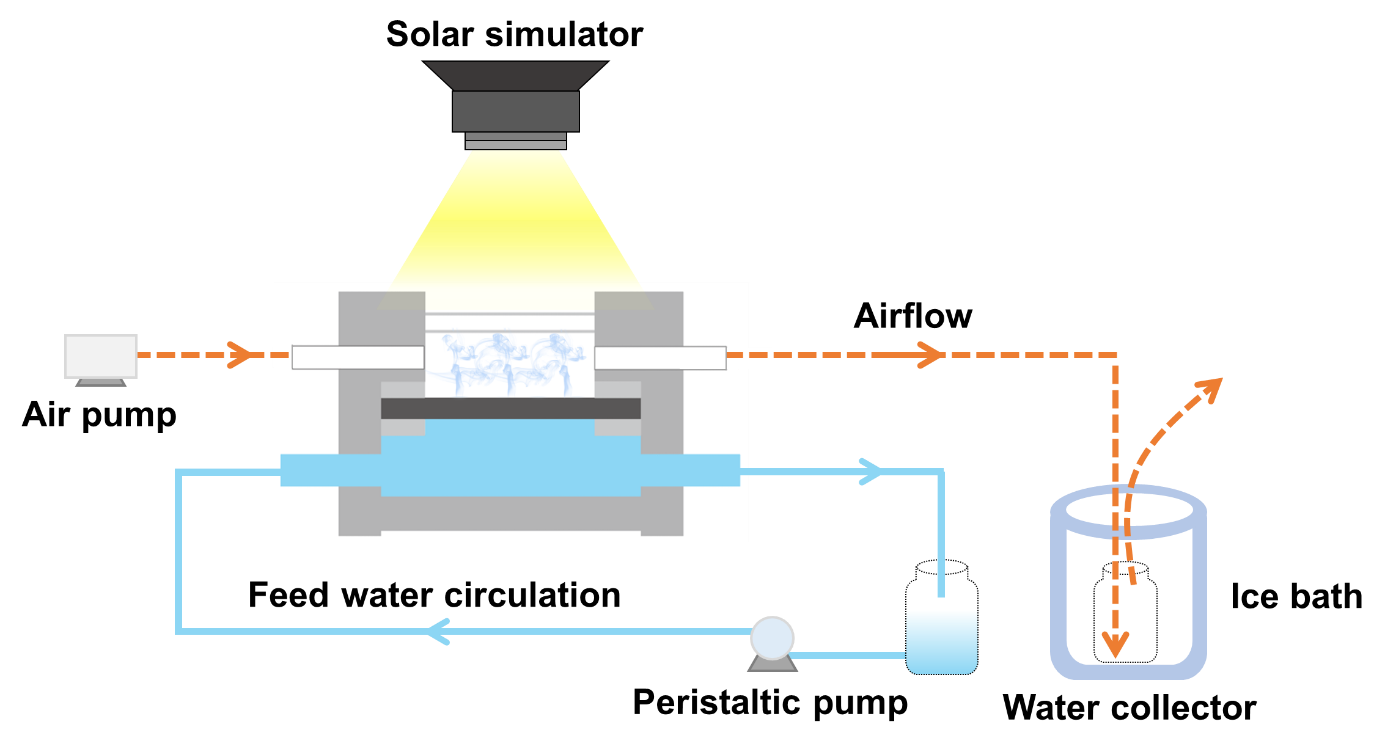 Solar simulator
Airflow
Air pump
Feed water circulation
Ice bath
Peristaltic pump
Water collector